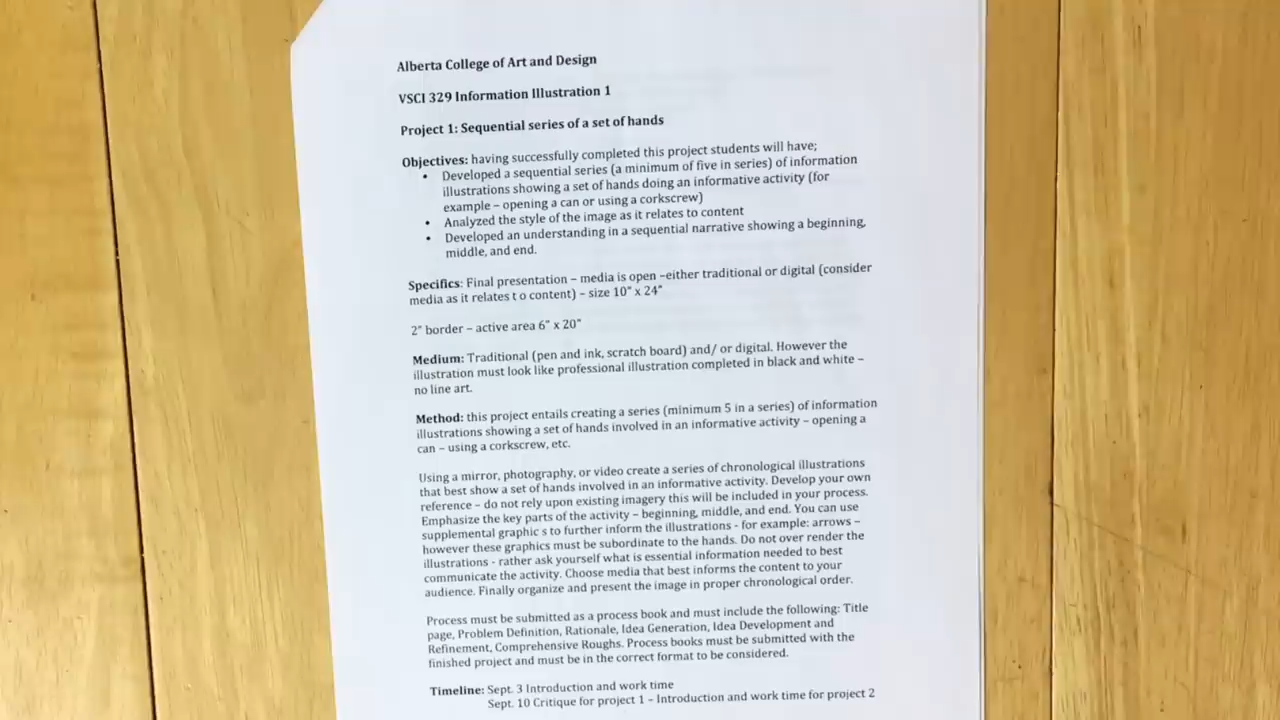 Alberta College of Art and Design
VSCI 329 Information Illustration 1
Project 1: Sequential series of a set of hands
Objectives: having successfully completed this project students will have;
• Developed a sequential series (a minimum of five in series) of information
illustrations showing a set of hands doing an informative activity (for
example – opening a can or using a corkscrew)
• Analyzed the style of the image as it relates to content
• Developed an understanding in a sequential narrative showing a beginning,
middle, and end.
Specifics: Final presentation – media is open –either traditional or digital (consider
media as it relates t o content) – size 10" x 24"
2" border – active area 6" x 20"
Medium: Traditional (pen and ink, scratch board) and/ or digital. However the
illustration must look like professional illustration completed in black and white –
no line art.
Method: this project entails creating a series (minimum 5 in a series) of information
illustrations showing a set of hands involved in an informative activity – opening a
can – using a corkscrew, etc.
Using a mirror, photography, or video create a series of chronological illustrations
that best show a set of hands involved in an informative activity. Develop your own
reference – do not rely upon existing imagery this will be included in your process.
Emphasize the key parts of the activity – beginning, middle, and end. You can use
supplemental graphic s to further inform the illustrations - for example: arrows –
however these graphics must be subordinate to the hands. Do not over render the
illustrations - rather ask yourself what is essential information needed to best
communicate the activity. Choose media that best informs the content to your
audience. Finally organize and present the image in proper chronological order.
Process must be submitted as a process book and must include the following: Title
page, Problem Definition, Rationale, Idea Generation, Idea Development and
Refinement, Comprehensive Roughs. Process books must be submitted with the
finished project and must be in the correct format to be considered.
Timeline: Sept. 3 Introduction and work time
Sept. 10 Critique for project 1 – Introduction and work time for project 2